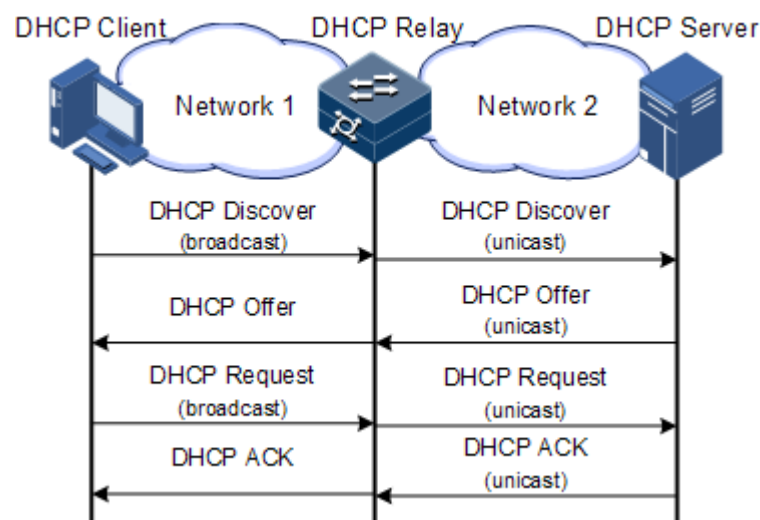 DHCP Client DHCP Relay DHCP Server
Network 1 Network 2
DHCP Discover DHCP Discover
(broadcast) (unicast)
DHCP Offer DHCP Offer
(unicast)
DHCP Request DHCP Request
(broadcast) (unicast)
DHCP ACK DHCP ACK
(unicast)